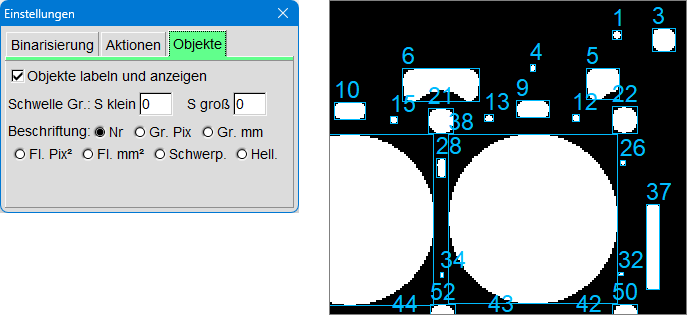 Einstellungen
Binarisierung Aktionen Objekte
Objekte labeln und anzeigen
Schwelle Gr.: S klein 0 S groß 0
Beschriftung: Nr Gr. Pix Gr. mm
Fl. Pix² Fl. mm² Schwerp. Hell.
1 3
6 4 5
10 15 21 38 13 9 12 22
28 26
37
34 32
44 52 43 42 50